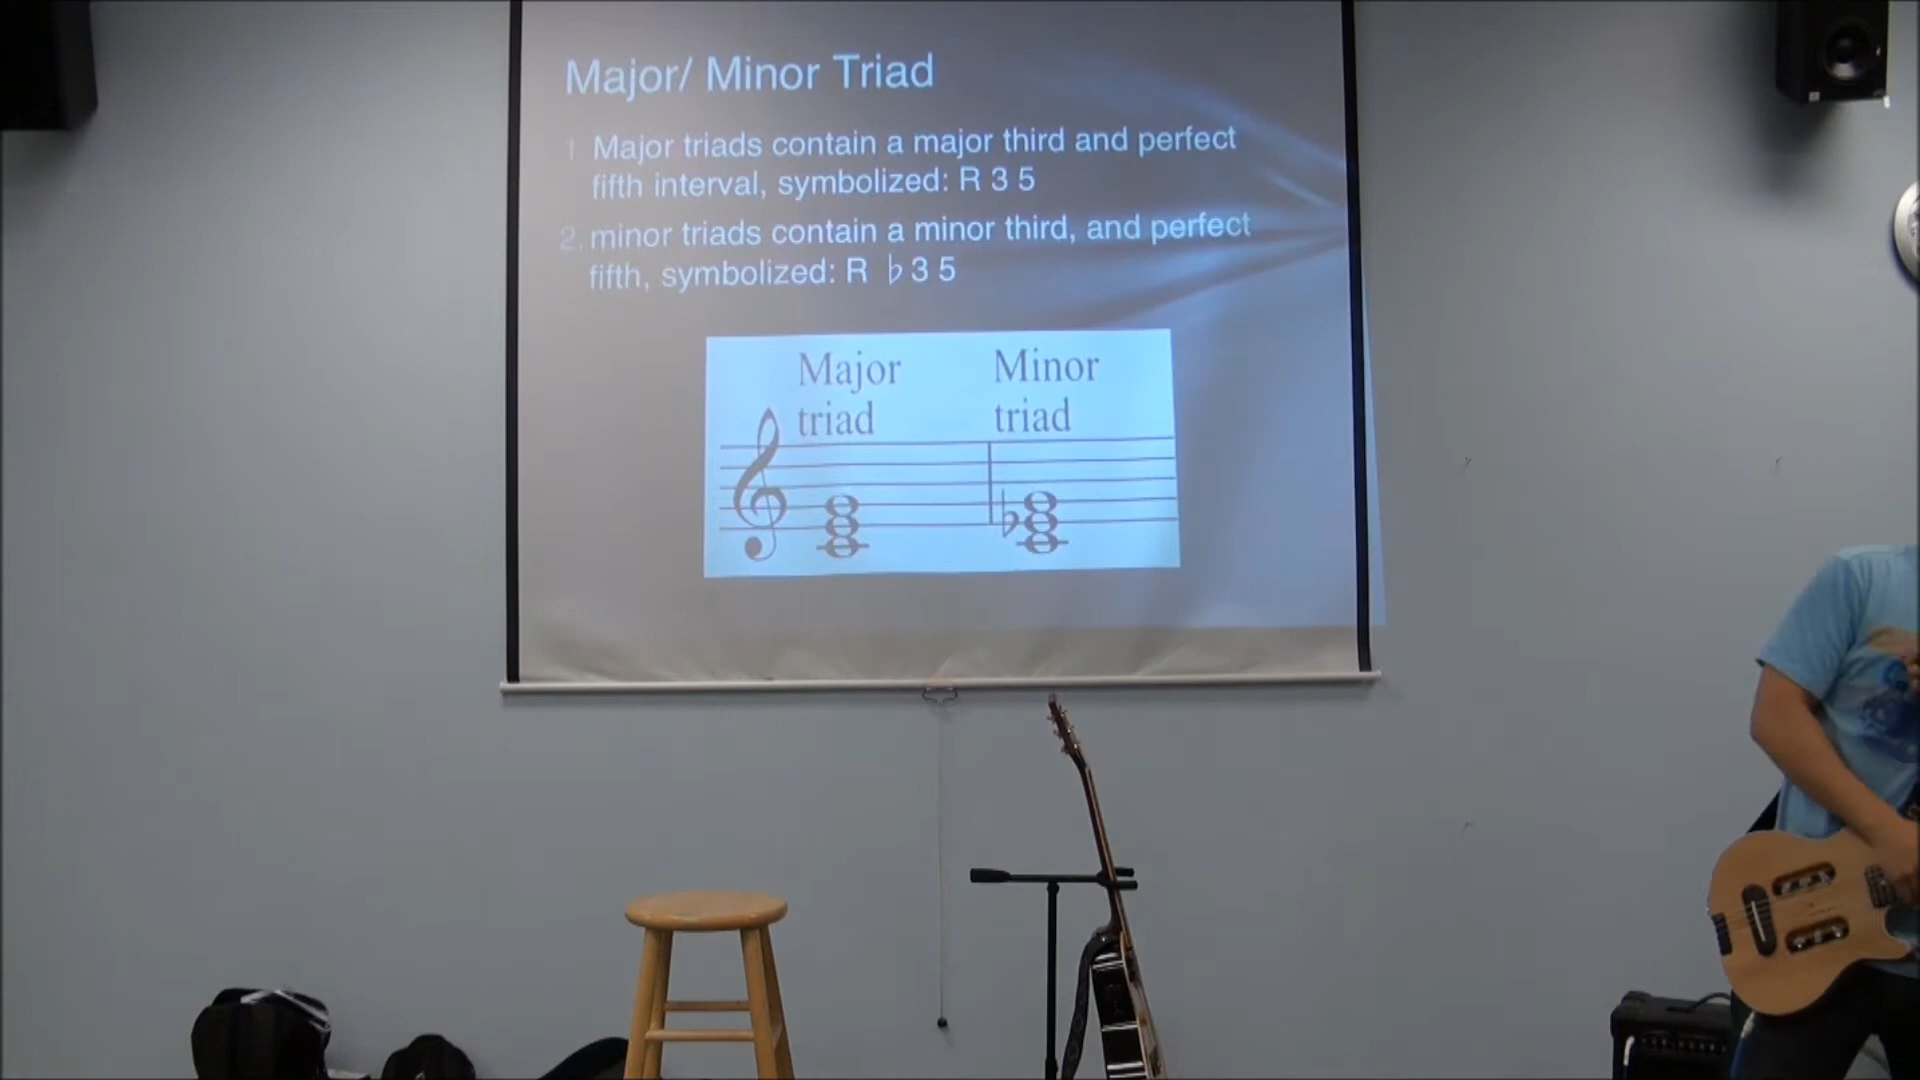 Major/ Minor Triad
1 Major triads contain a major third and perfect
fifth interval, symbolized: R 3 5
2. minor triads contain a minor third, and perfect
fifth, symbolized: R ♭3 5
Major triad
Minor triad